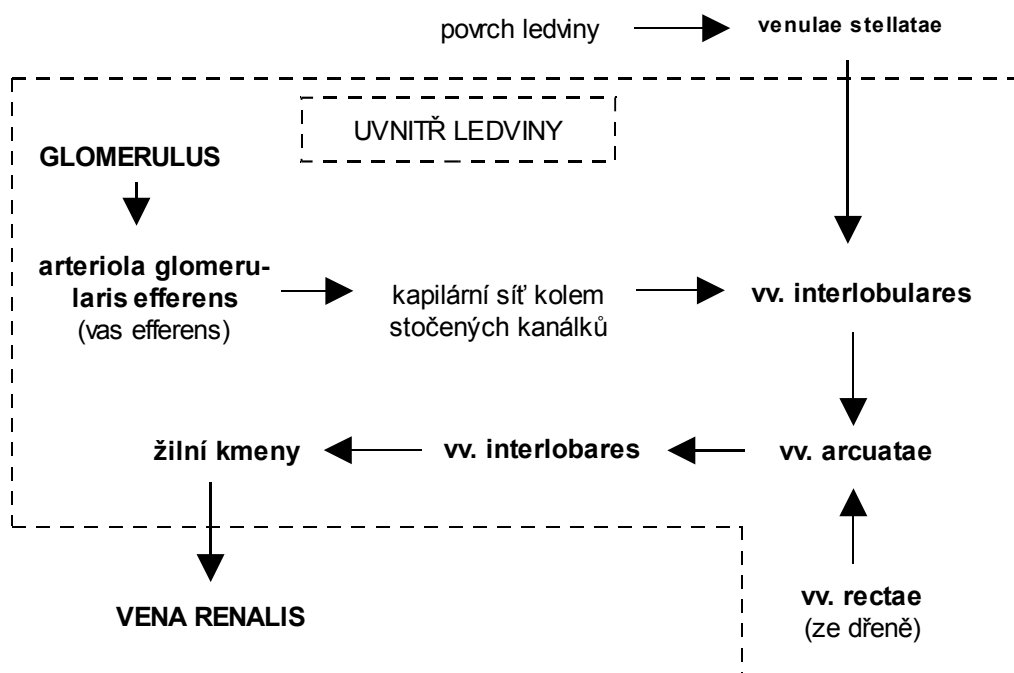 povrch ledviny
venulae stellatae
UVNITŘ LEDVINY
GLOMERULUS
arteriola glomeru-
laris efferens
(vas efferens)
kapilární síť kolem
stočených kanálků
vv. interlobulares
žilní kmeny
vv. interlobares
vv. arcuatae
VENA RENALIS
vv. rectae
(ze dřeně)